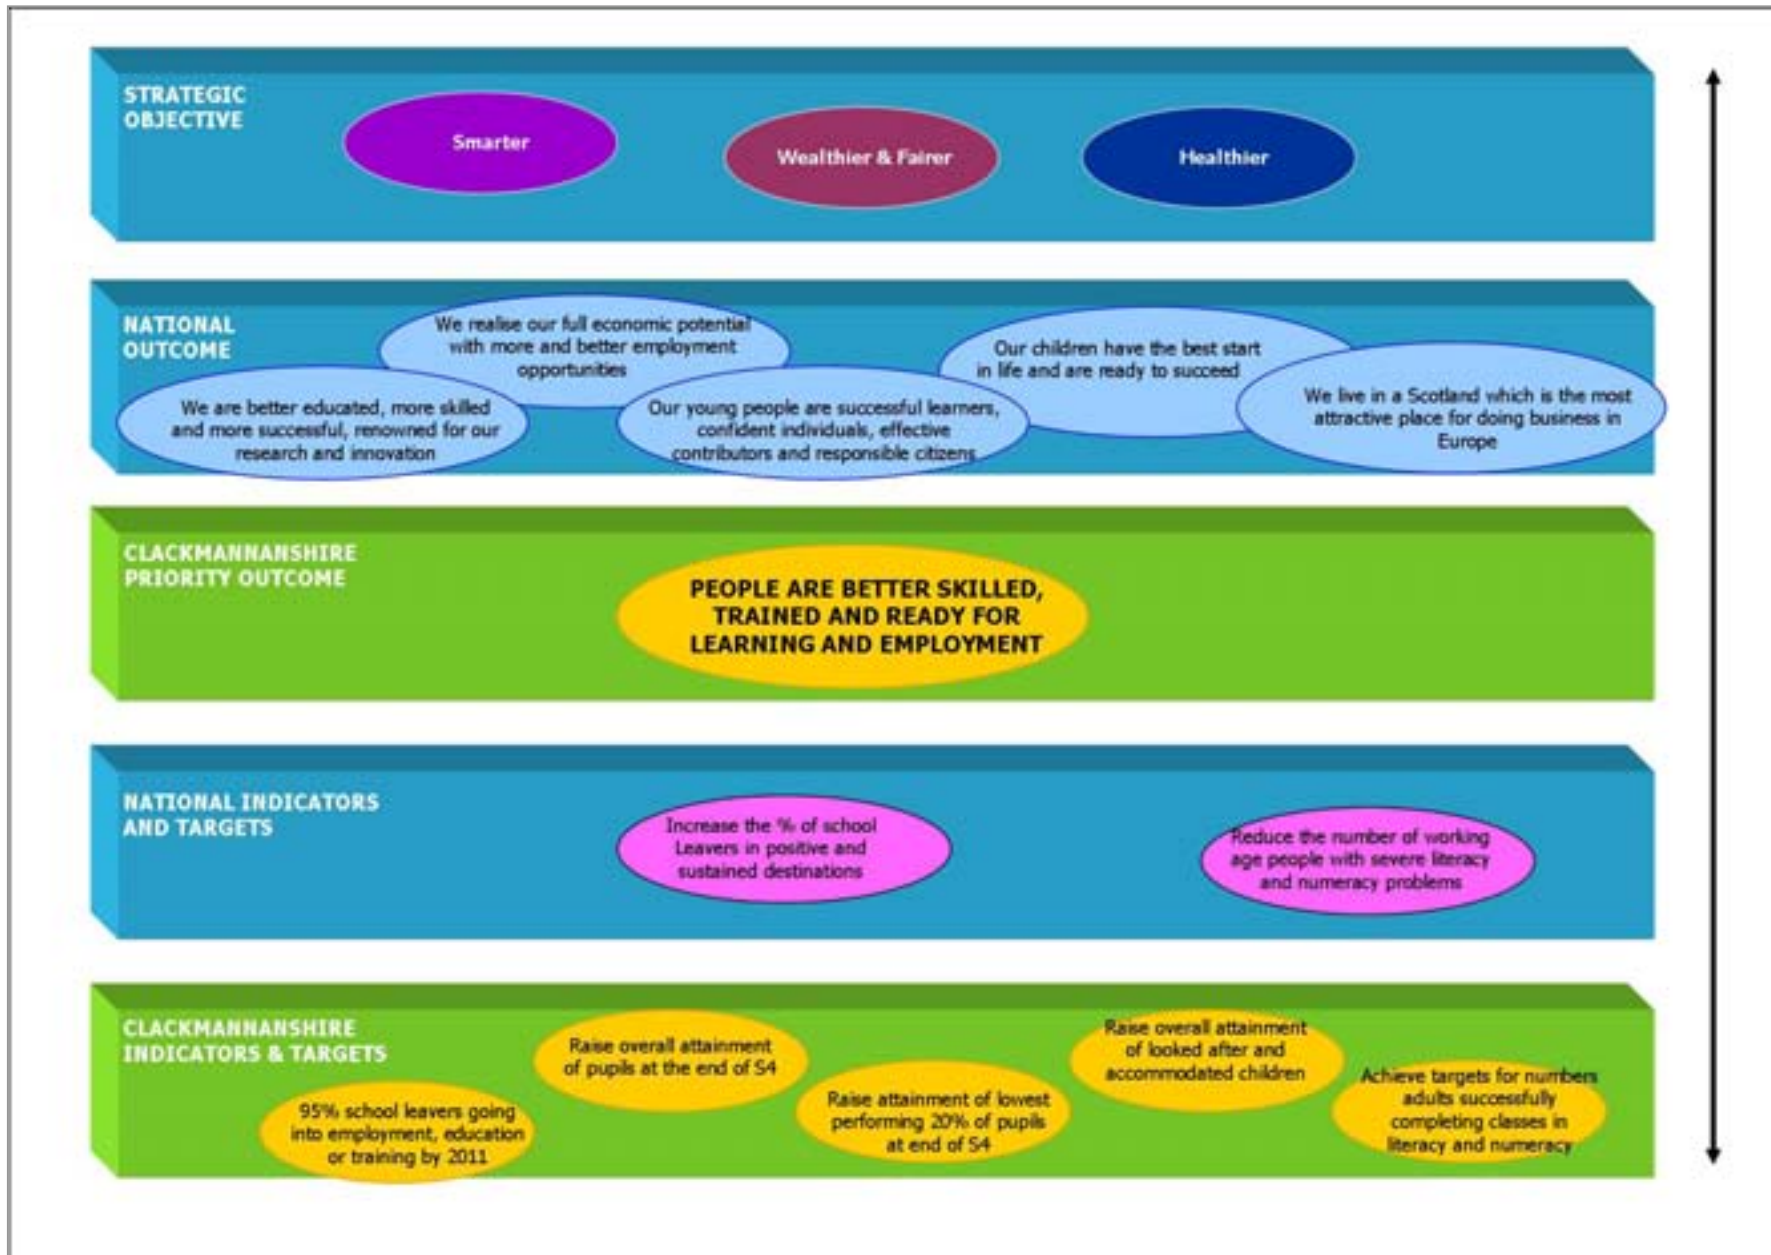 STRATEGIC
OBJECTIVE
Smarter
Wealthier & Fairer
Healthier
NATIONAL
OUTCOME
We realise our full economic potential
with more and better employment
opportunities
Our children have the best start
in life and are ready to succeed
We are better educated, more skilled
and more successful, renowned for our
research and innovation
Our young people are successful learners,
confident individuals, effective
contributors and responsible citizens
We live in a Scotland which is the most
attractive place for doing business in
Europe
CLACKMANNANSHIRE
PRIORITY OUTCOME
PEOPLE ARE BETTER SKILLED,
TRAINED AND READY FOR
LEARNING AND EMPLOYMENT
NATIONAL INDICATORS
AND TARGETS
Increase the % of school
Leavers in positive and
sustained destinations
Reduce the number of working
age people with severe literacy
and numeracy problems
CLACKMANNANSHIRE
INDICATORS & TARGETS
95% school leavers going
into employment, education
or training by 2011
Raise overall attainment
of pupils at the end of S4
Raise attainment of lowest
performing 20% of pupils
at end of S4
Raise overall attainment
of looked after and
accommodated children
Achieve targets for numbers
adults successfully
completing classes in
literacy and numeracy